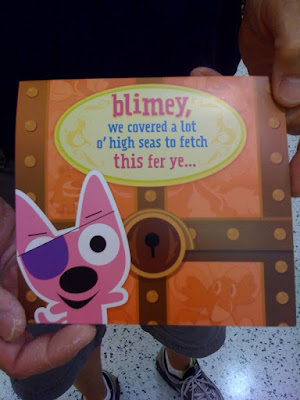 blimey,
we covered a lot
o' high seas to fetch
this fer ye...